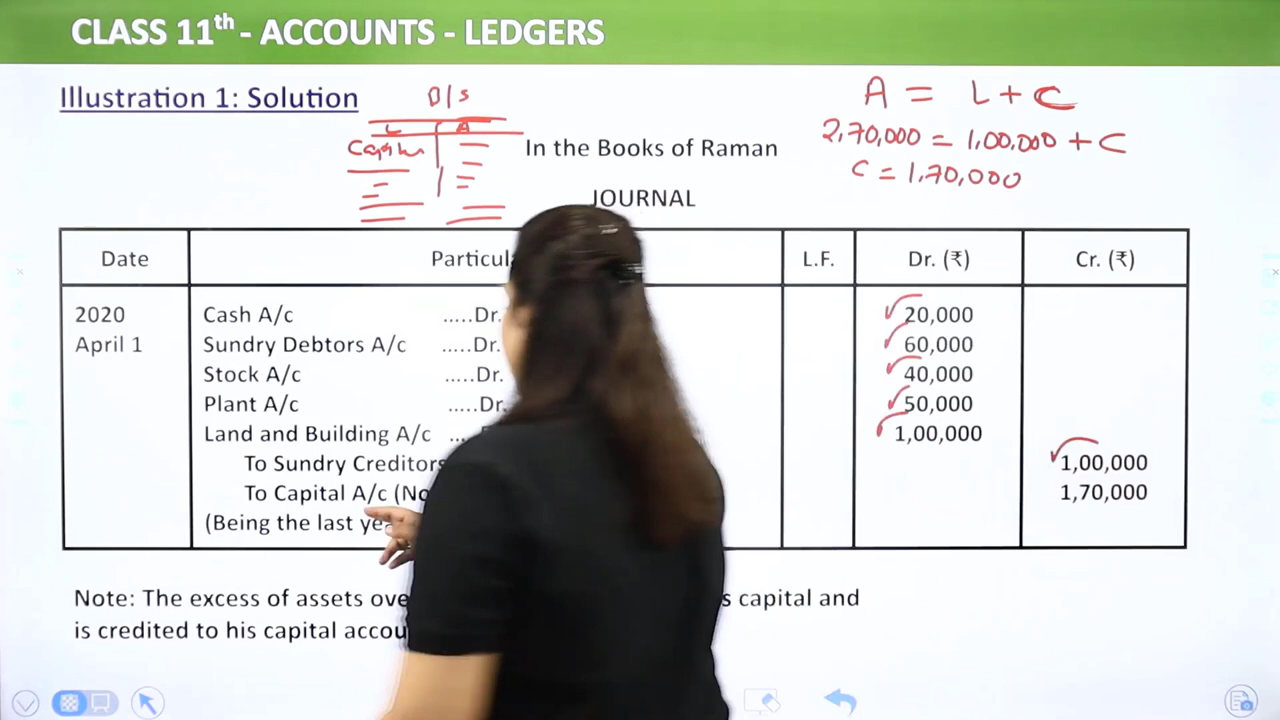 CLASS 11th - ACCOUNTS - LEDGERS
Illustration 1: Solution
B/S
L A
Capital
A = L + C
2,70,000 = 1,00,000 + C
C = 1,70,000
In the Books of Raman
JOURNAL
Date Particul L.F. Dr. (₹) Cr. (₹)
2020 Cash A/c .....Dr. 20,000
April 1 Sundry Debtors A/c .....Dr. 60,000
Stock A/c .....Dr. 40,000
Plant A/c .....Dr. 50,000
Land and Building A/c ... 1,00,000
To Sundry Creditors 1,00,000
To Capital A/c (No 1,70,000
(Being the last
Note: The excess of assets ove s capital and
is credited to his capital accou